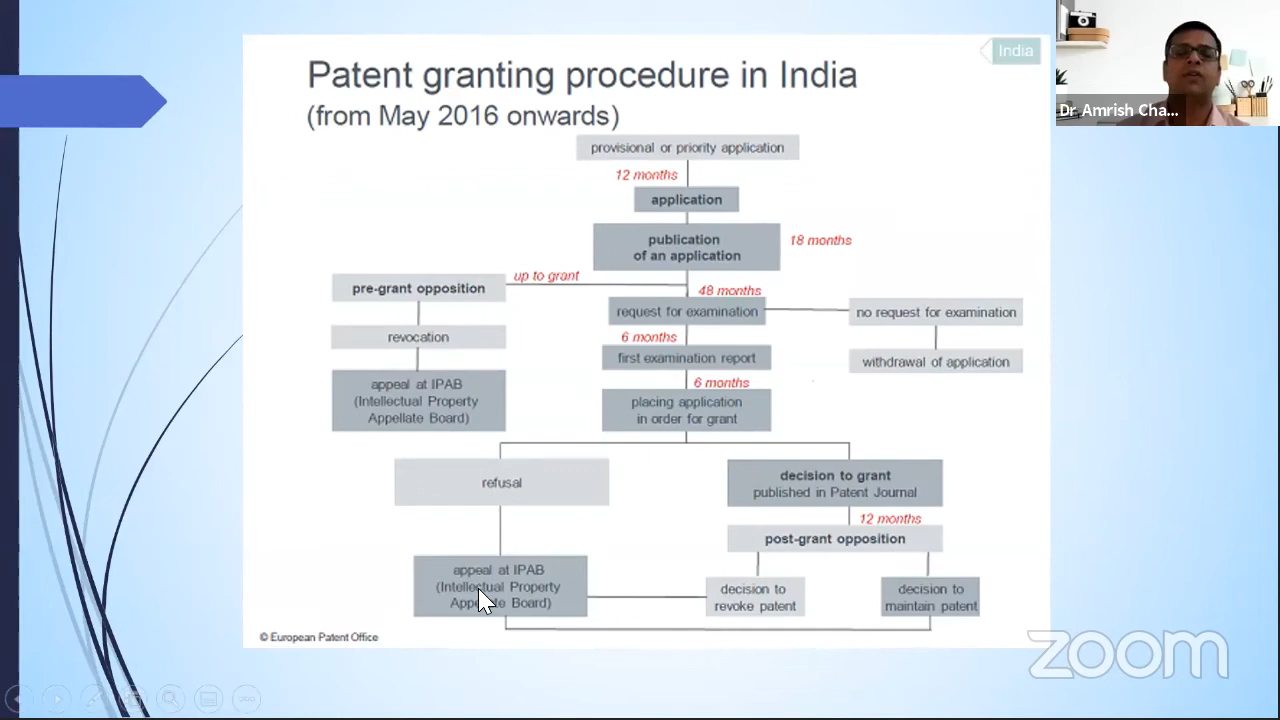 India
Patent granting procedure in India
(from May 2016 onwards)
Dr Amrish Cha...
provisional or priority application
12 months
application
publication
of an application
18 months
up to grant
pre-grant opposition
48 months
request for examination
no request for examination
revocation
6 months
first examination report
withdrawal of application
appeal at IPAB
(Intellectual Property
Appellate Board)
6 months
placing application
in order for grant
refusal
decision to grant
published in Patent Journal
12 months
post-grant opposition
appeal at IPAB
(Intellectual Property
Appellate Board)
decision to
revoke patent
decision to
maintain patent
© European Patent Office
zoom